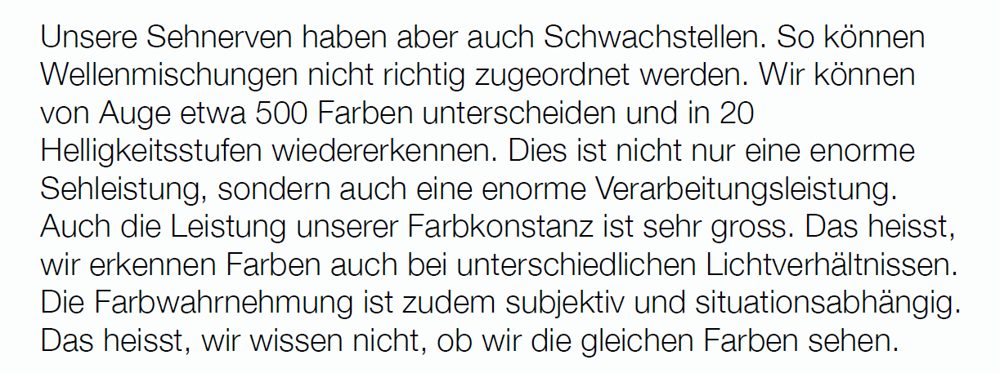 Unsere Sehnerven haben aber auch Schwachstellen. So können
Wellenmischungen nicht richtig zugeordnet werden. Wir können
von Auge etwa 500 Farben unterscheiden und in 20
Helligkeitsstufen wiedererkennen. Dies ist nicht nur eine enorme
Sehleistung, sondern auch eine enorme Verarbeitungsleistung.
Auch die Leistung unserer Farbkonstanz ist sehr gross. Das heisst,
wir erkennen Farben auch bei unterschiedlichen Lichtverhältnissen.
Die Farbwahrnehmung ist zudem subjektiv und situationsabhängig.
Das heisst, wir wissen nicht, ob wir die gleichen Farben sehen.